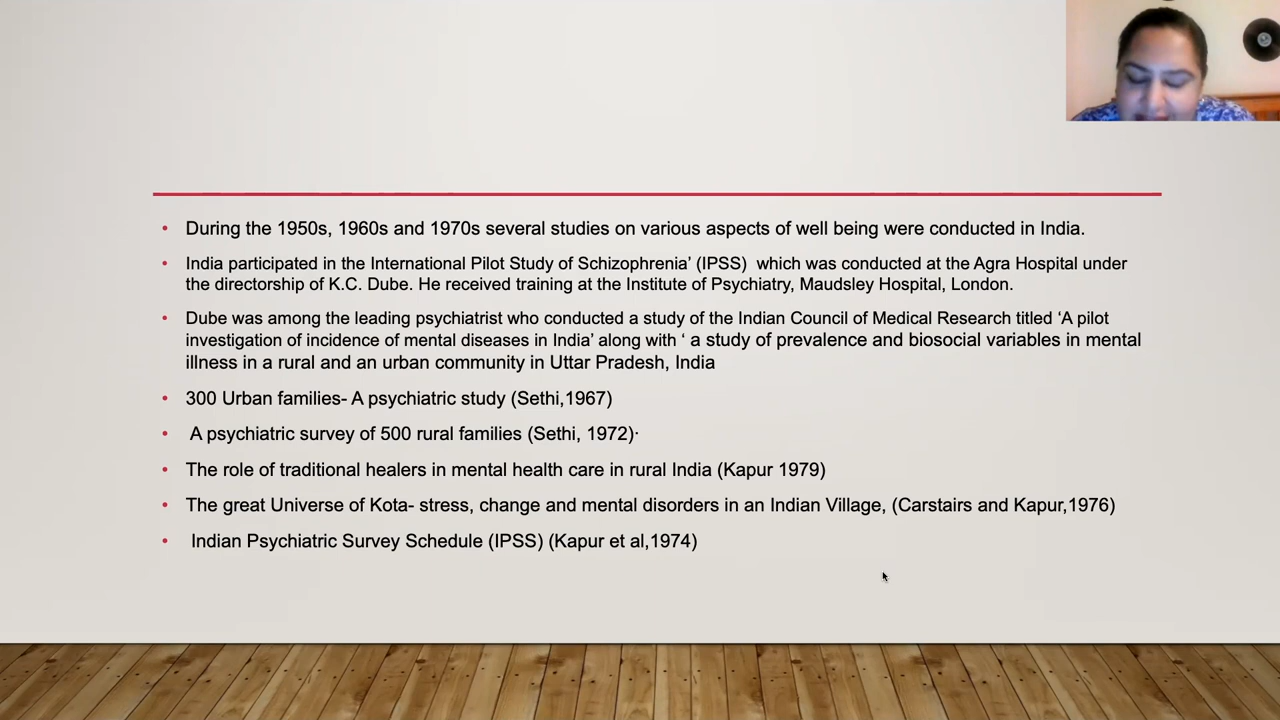 During the 1950s, 1960s and 1970s several studies on various aspects of well being were conducted in India.
India participated in the International Pilot Study of Schizophrenia’ (IPSS) which was conducted at the Agra Hospital under
the directorship of K.C. Dube. He received training at the Institute of Psychiatry, Maudsley Hospital, London.
Dube was among the leading psychiatrist who conducted a study of the Indian Council of Medical Research titled ‘A pilot
investigation of incidence of mental diseases in India’ along with ‘ a study of prevalence and biosocial variables in mental
illness in a rural and an urban community in Uttar Pradesh, India
300 Urban families- A psychiatric study (Sethi,1967)
A psychiatric survey of 500 rural families (Sethi, 1972)·
The role of traditional healers in mental health care in rural India (Kapur 1979)
The great Universe of Kota- stress, change and mental disorders in an Indian Village, (Carstairs and Kapur,1976)
Indian Psychiatric Survey Schedule (IPSS) (Kapur et al,1974)